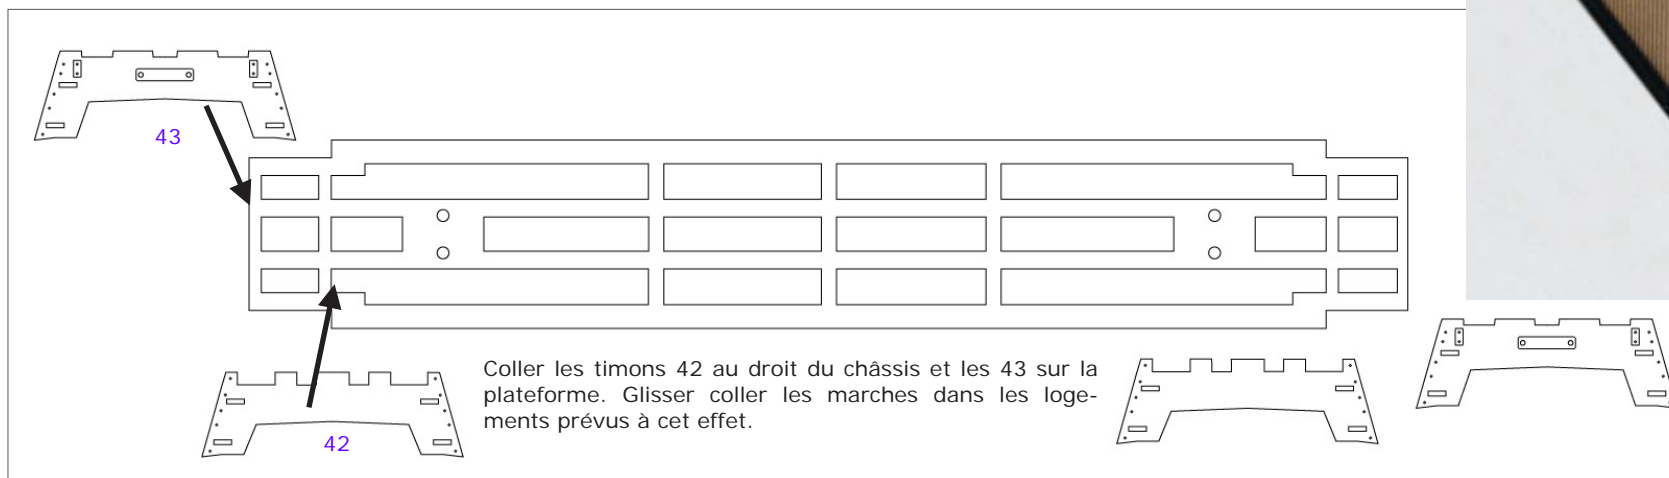 43
Coller les timons 42 au droit du châssis et les 43 sur la
plateforme. Glisser coller les marches dans les loge-
ments prévus à cet effet.
42